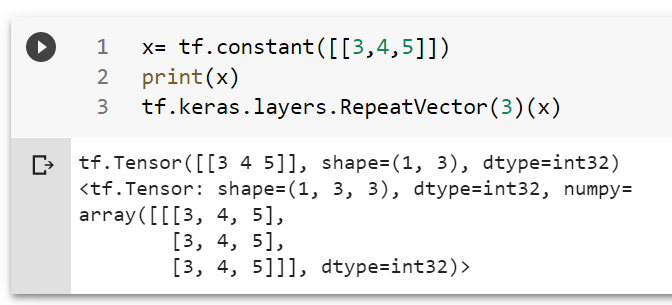 1 x= tf.constant([[3,4,5]])
2 print(x)
3 tf.keras.layers.RepeatVector(3)(x)
tf.Tensor([[3 4 5]], shape=(1, 3), dtype=int32)
<tf.Tensor: shape=(1, 3, 3), dtype=int32, numpy=
array([[[3, 4, 5],
[3, 4, 5],
[3, 4, 5]]], dtype=int32)>